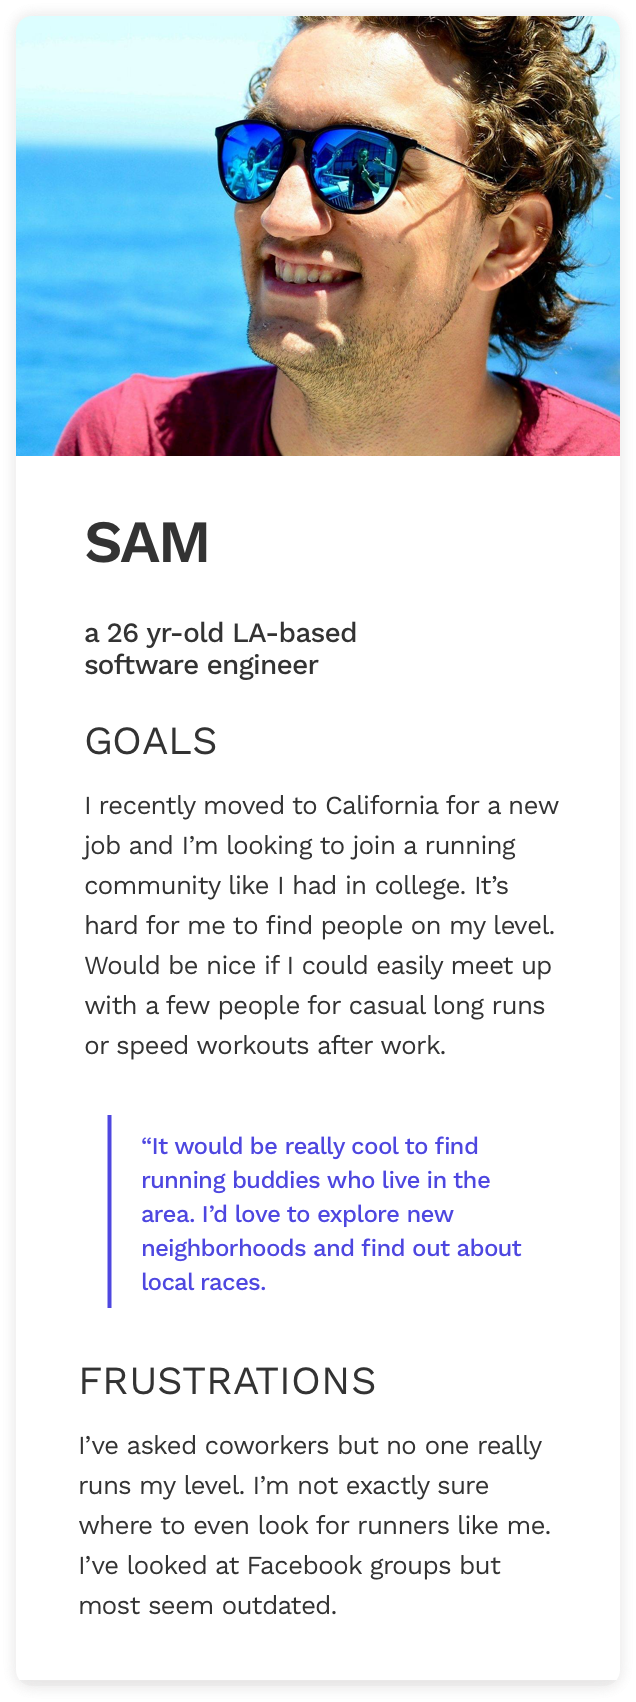 SAM
a 26 yr-old LA-based
software engineer
GOALS
I recently moved to California for a new
job and I’m looking to join a running
community like I had in college. It’s
hard for me to find people on my level.
Would be nice if I could easily meet up
with a few people for casual long runs
or speed workouts after work.
“It would be really cool to find
running buddies who live in the
area. I’d love to explore new
neighborhoods and find out about
local races.
FRUSTRATIONS
I’ve asked coworkers but no one really
runs my level. I’m not exactly sure
where to even look for runners like me.
I’ve looked at Facebook groups but
most seem outdated.